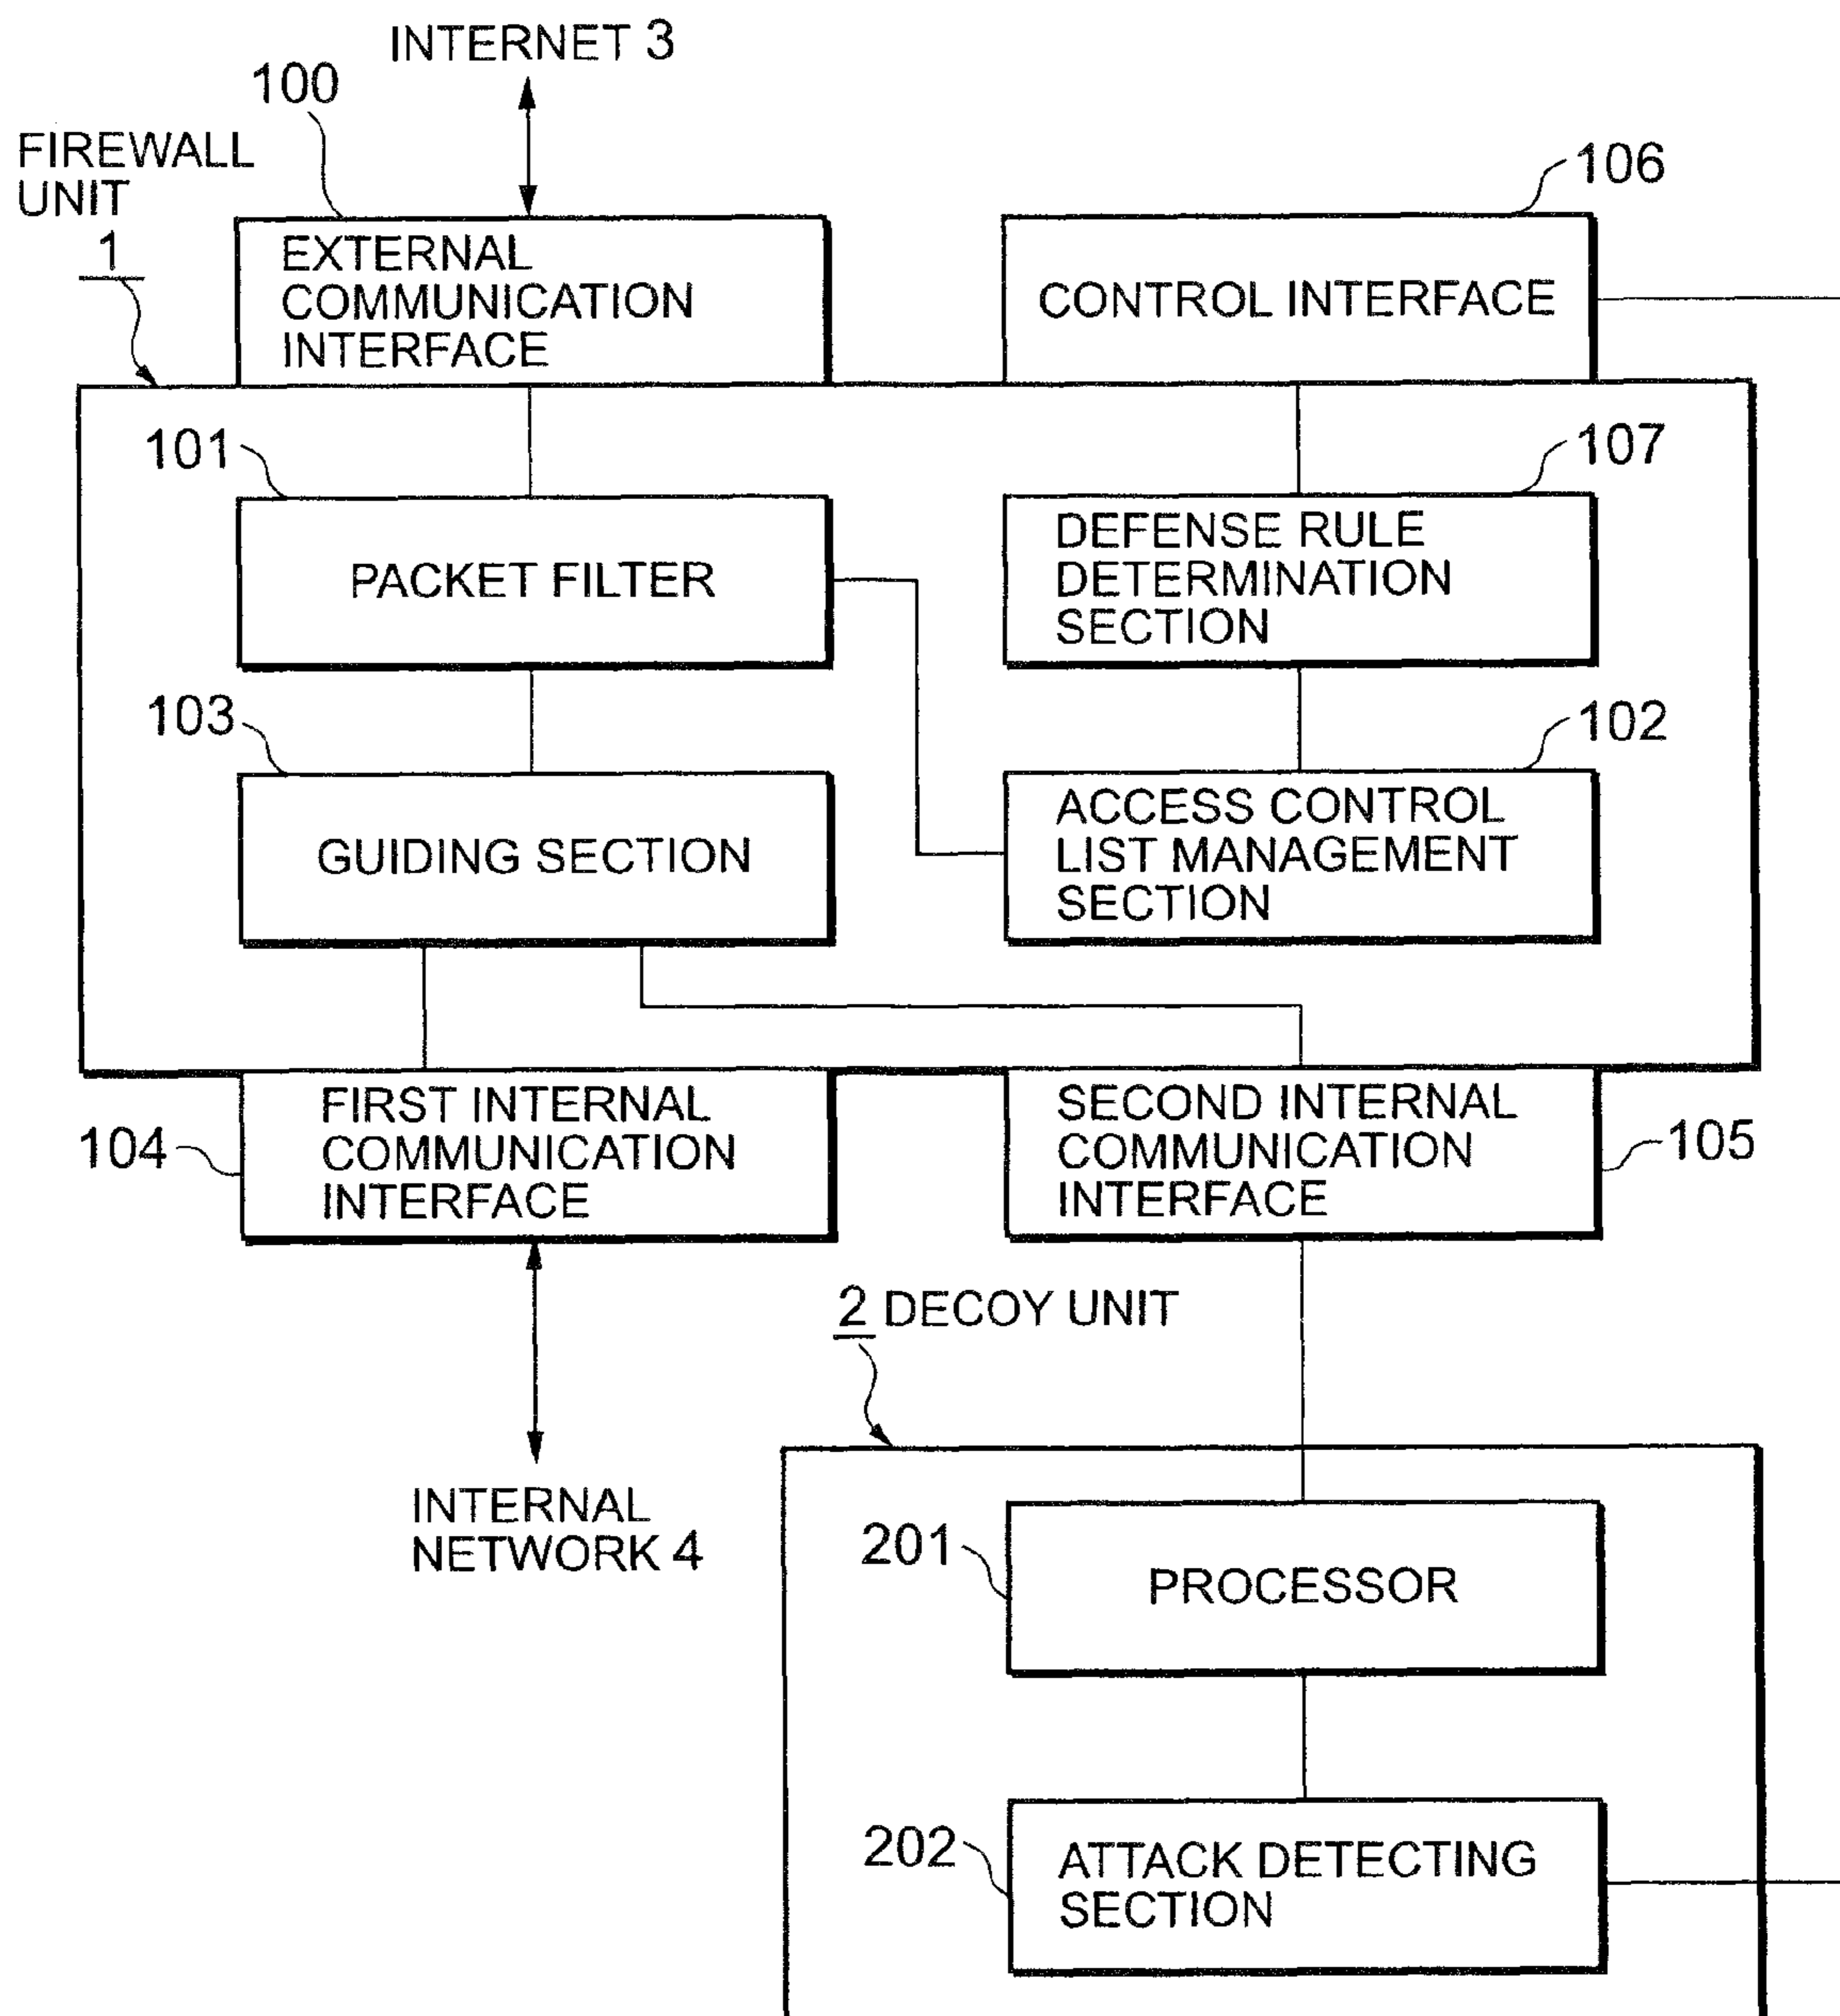 INTERNET 3
100
FIREWALL
UNIT
1
106
EXTERNAL
COMMUNICATION
INTERFACE
CONTROL INTERFACE
101
107
PACKET FILTER
DEFENSE RULE
DETERMINATION
SECTION
103
102
GUIDING SECTION
ACCESS CONTROL
LIST MANAGEMENT
SECTION
104
FIRST INTERNAL
COMMUNICATION
INTERFACE
SECOND INTERNAL
COMMUNICATION
INTERFACE
105
2 DECOY UNIT
INTERNAL
NETWORK 4
201
PROCESSOR
202
ATTACK DETECTING
SECTION